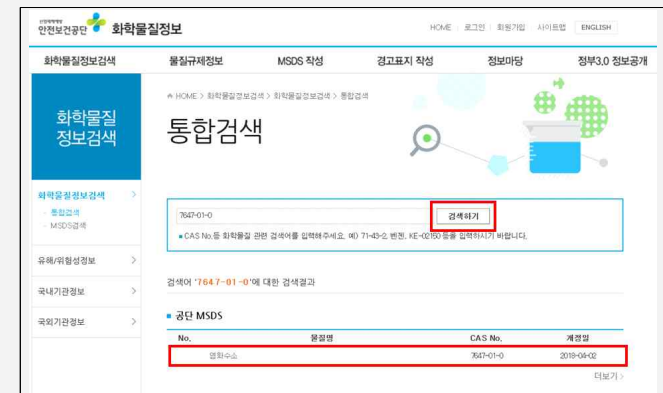 안전보건공단 화학물질정보
HOME 로그인 회원가입 사이트맵 ENGLISH
화학물질정보검색 물질규제정보 MSDS 작성 경고표지 작성 정보마당 정부3.0 정보공개
HOME > 화학물질정보검색 > 화학물질정보검색 > 통합검색
화학물질
정보검색
통합검색
화학물질정보검색 >
- 통합검색
- MSDS검색
유해/위험성정보 >
국내기관정보 >
국외기관정보 >
7647-01-0 검색하기
CAS No.등 화학물질 관련 검색어를 입력해주세요. 예) 71-43-2, 벤젠, KE-02150 등을 입력하시기 바랍니다.
검색어 '7647-01-0'에 대한 검색결과
공단 MSDS
No. 물질명 CAS No. 개정일
염화수소 7647-01-0 2018-04-02
더보기 >